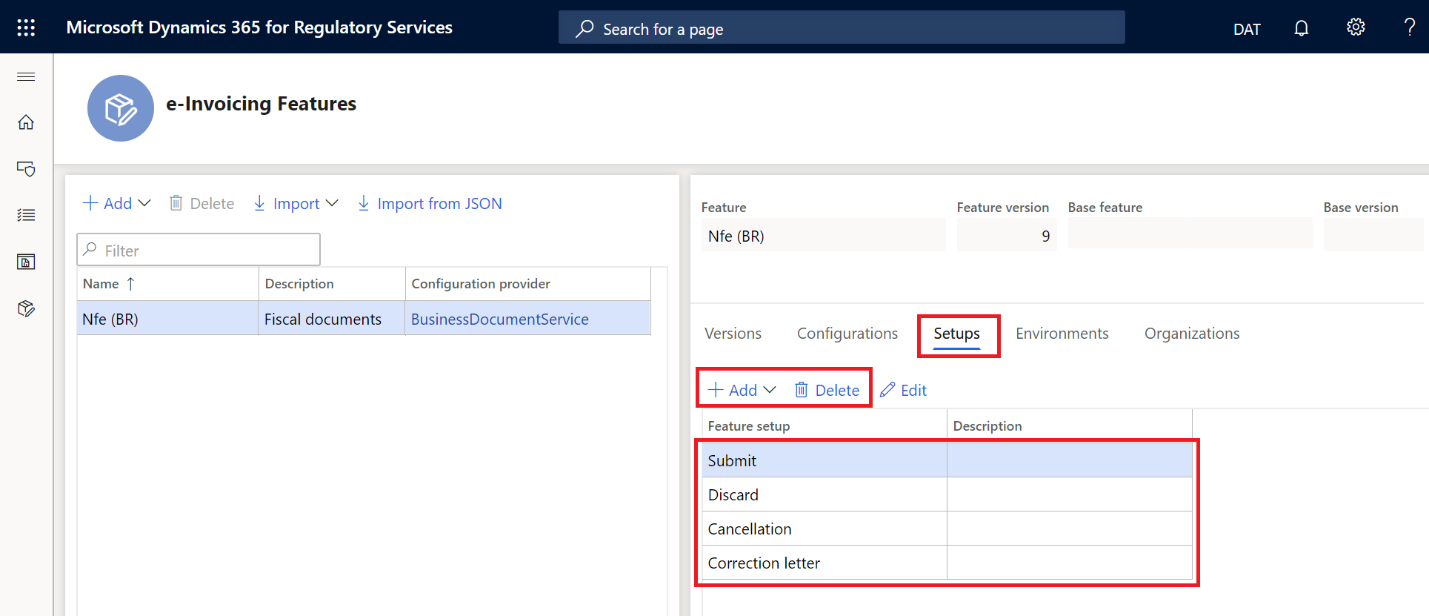 Microsoft Dynamics 365 for Regulatory Services
Search for a page
DAT
?
e-Invoicing Features
Add
Delete
Import
Import from JSON
Filter
Name ↑ Description Configuration provider
Nfe (BR) Fiscal documents BusinessDocumentService
Feature Feature version Base feature Base version
Nfe (BR) 9
Versions Configurations Setups Environments Organizations
Add Delete Edit
Feature setup Description
Submit
Discard
Cancellation
Correction letter